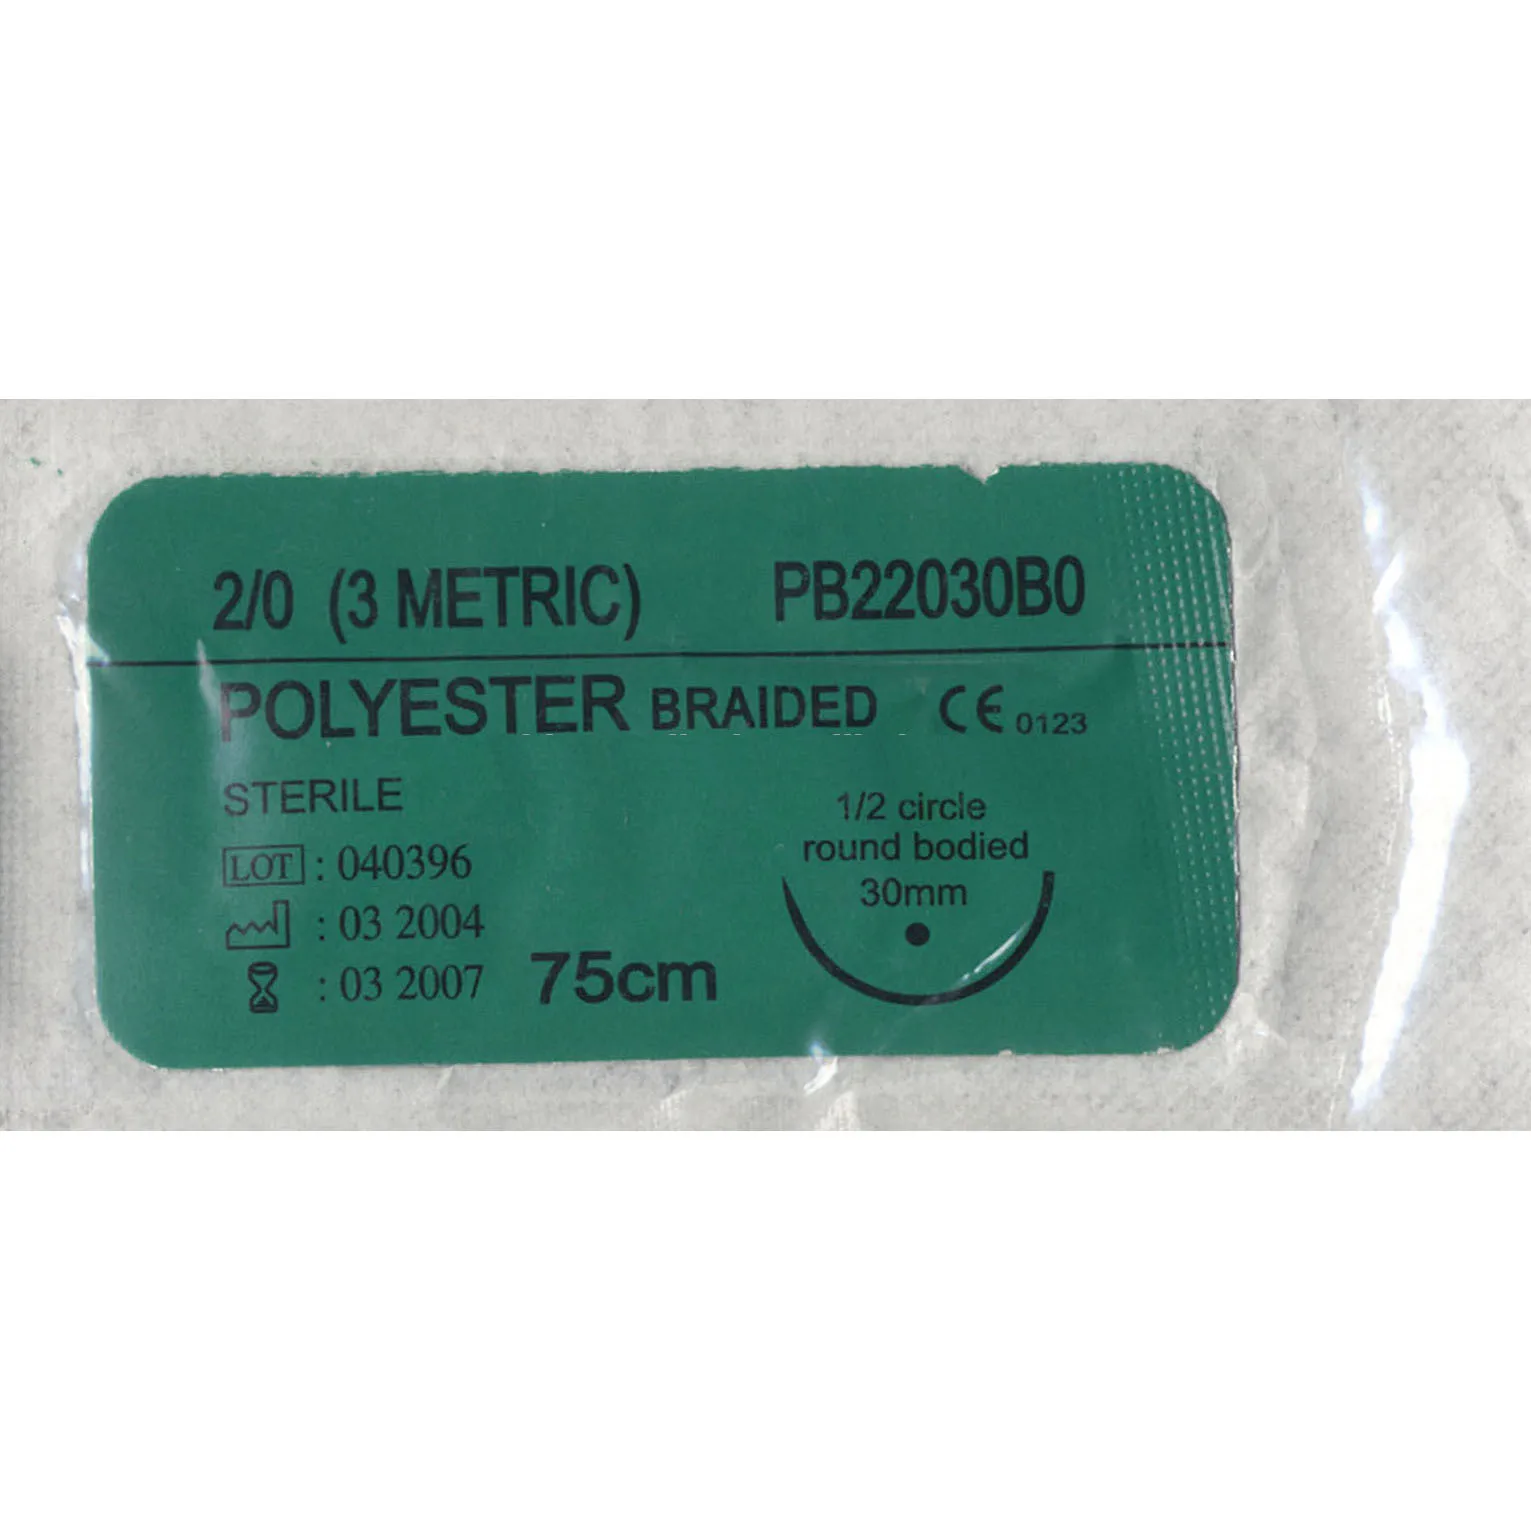 2/0 (3 METRIC) PB22030B0
POLYESTER BRAIDED CE 0123
STERILE
1/2 circle
round bodied
30mm
LOT : 040396
: 03 2004
: 03 2007
75cm